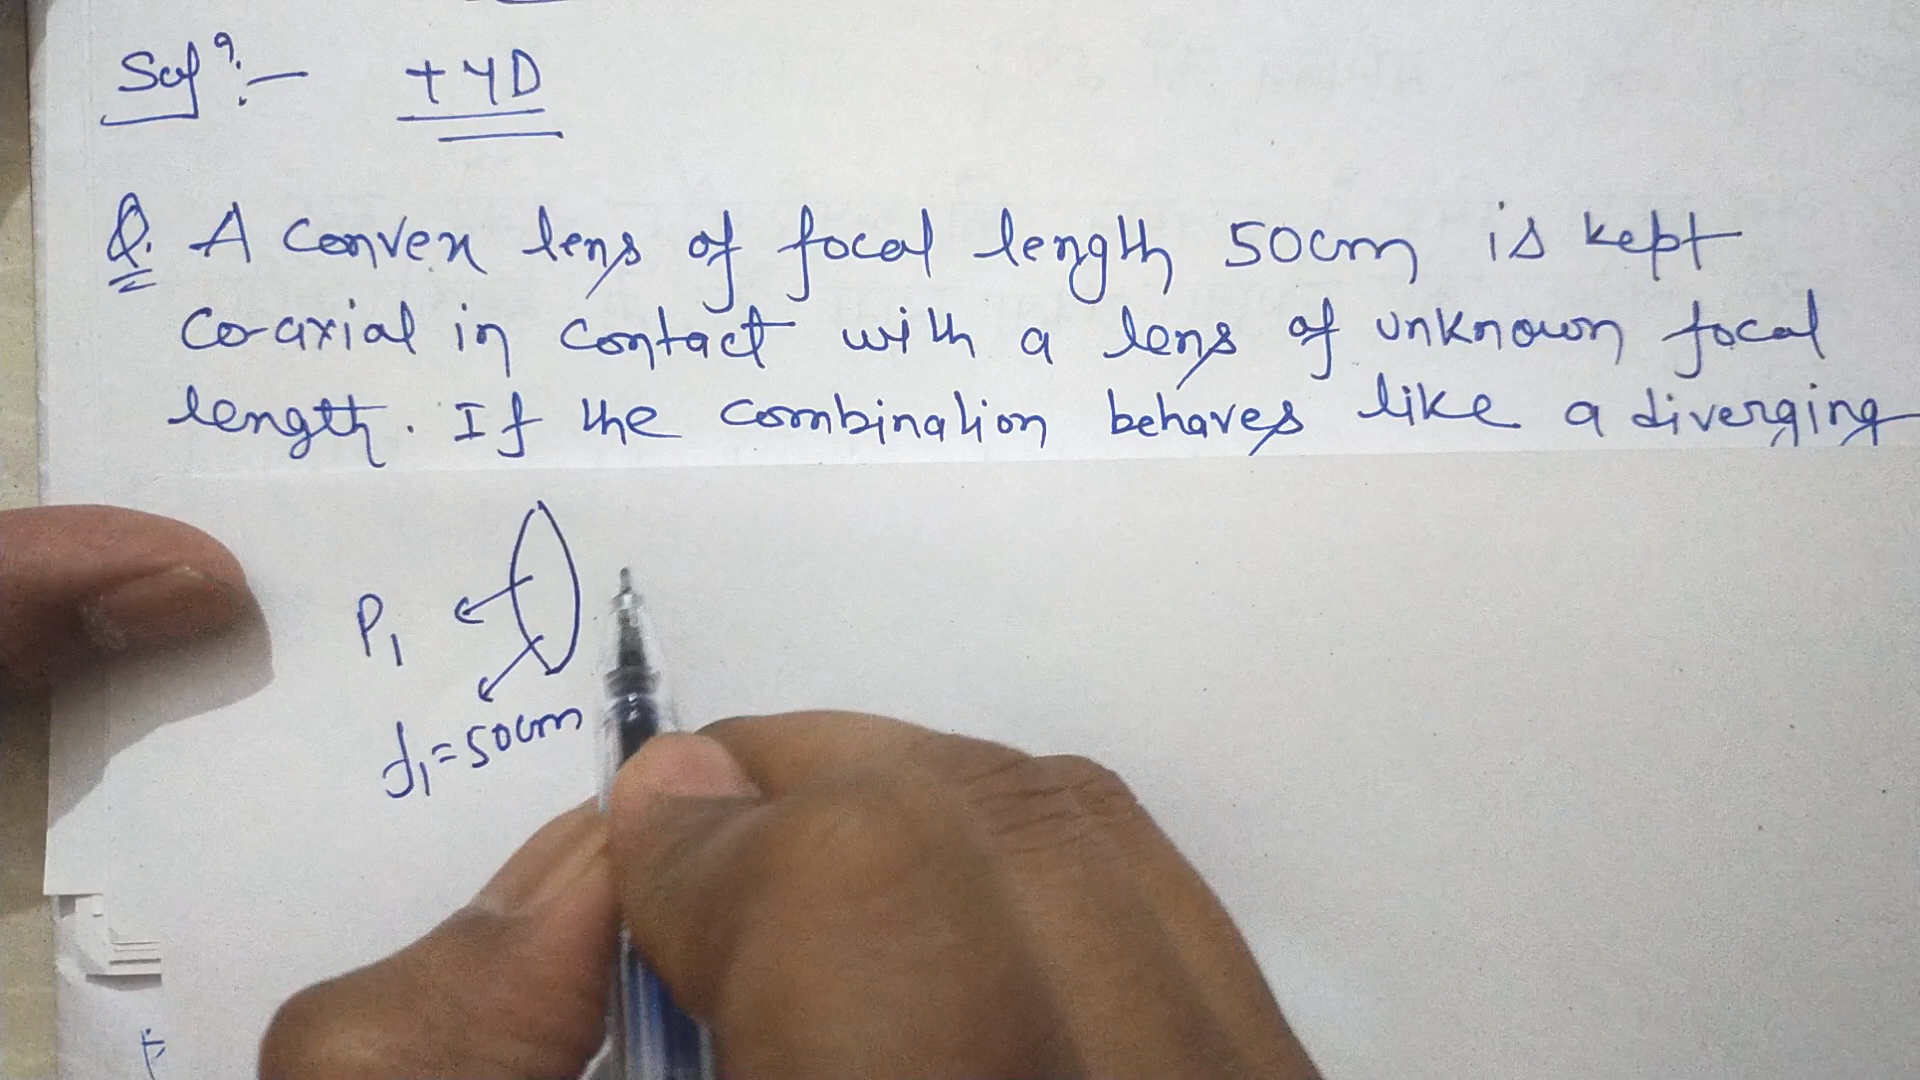 Solⁿ:- +4D
Q. A convex lens of focal length 50cm is kept
co-axial in contact with a lens of unknown focal
length. If the combination behaves like a diverging
P₁
f₁=50cm